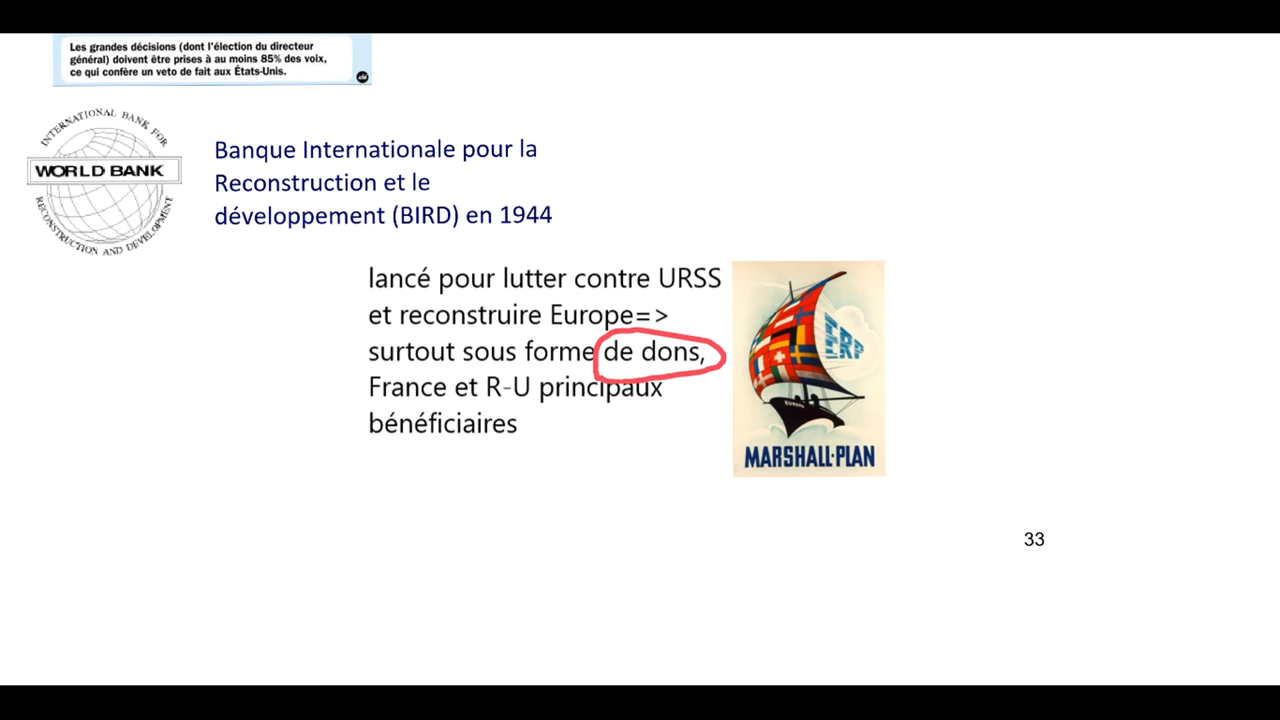 Les grandes décisions (dont l'élection du directeur
général) doivent être prises à au moins 85% des voix,
ce qui confère un veto de fait aux États-Unis.
INTERNATIONAL BANK FOR
WORLD BANK
RECONSTRUCTION AND DEVELOPMENT
Banque Internationale pour la
Reconstruction et le
développement (BIRD) en 1944
lancé pour lutter contre URSS
et reconstruire Europe=>
surtout sous forme de dons,
France et R-U principaux
bénéficiaires
ERP
EUROPE
MARSHALL-PLAN
33